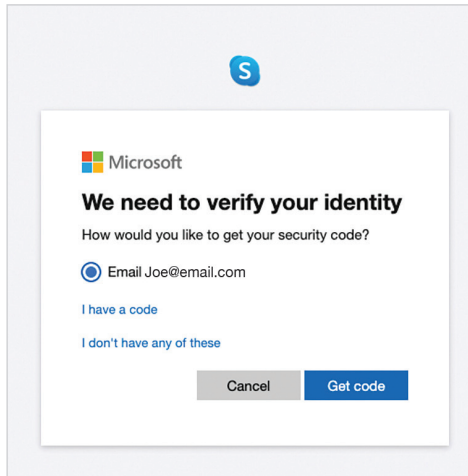 S
Microsoft
We need to verify your identity
How would you like to get your security code?
Email Joe@email.com
I have a code
I don't have any of these
Cancel
Get code